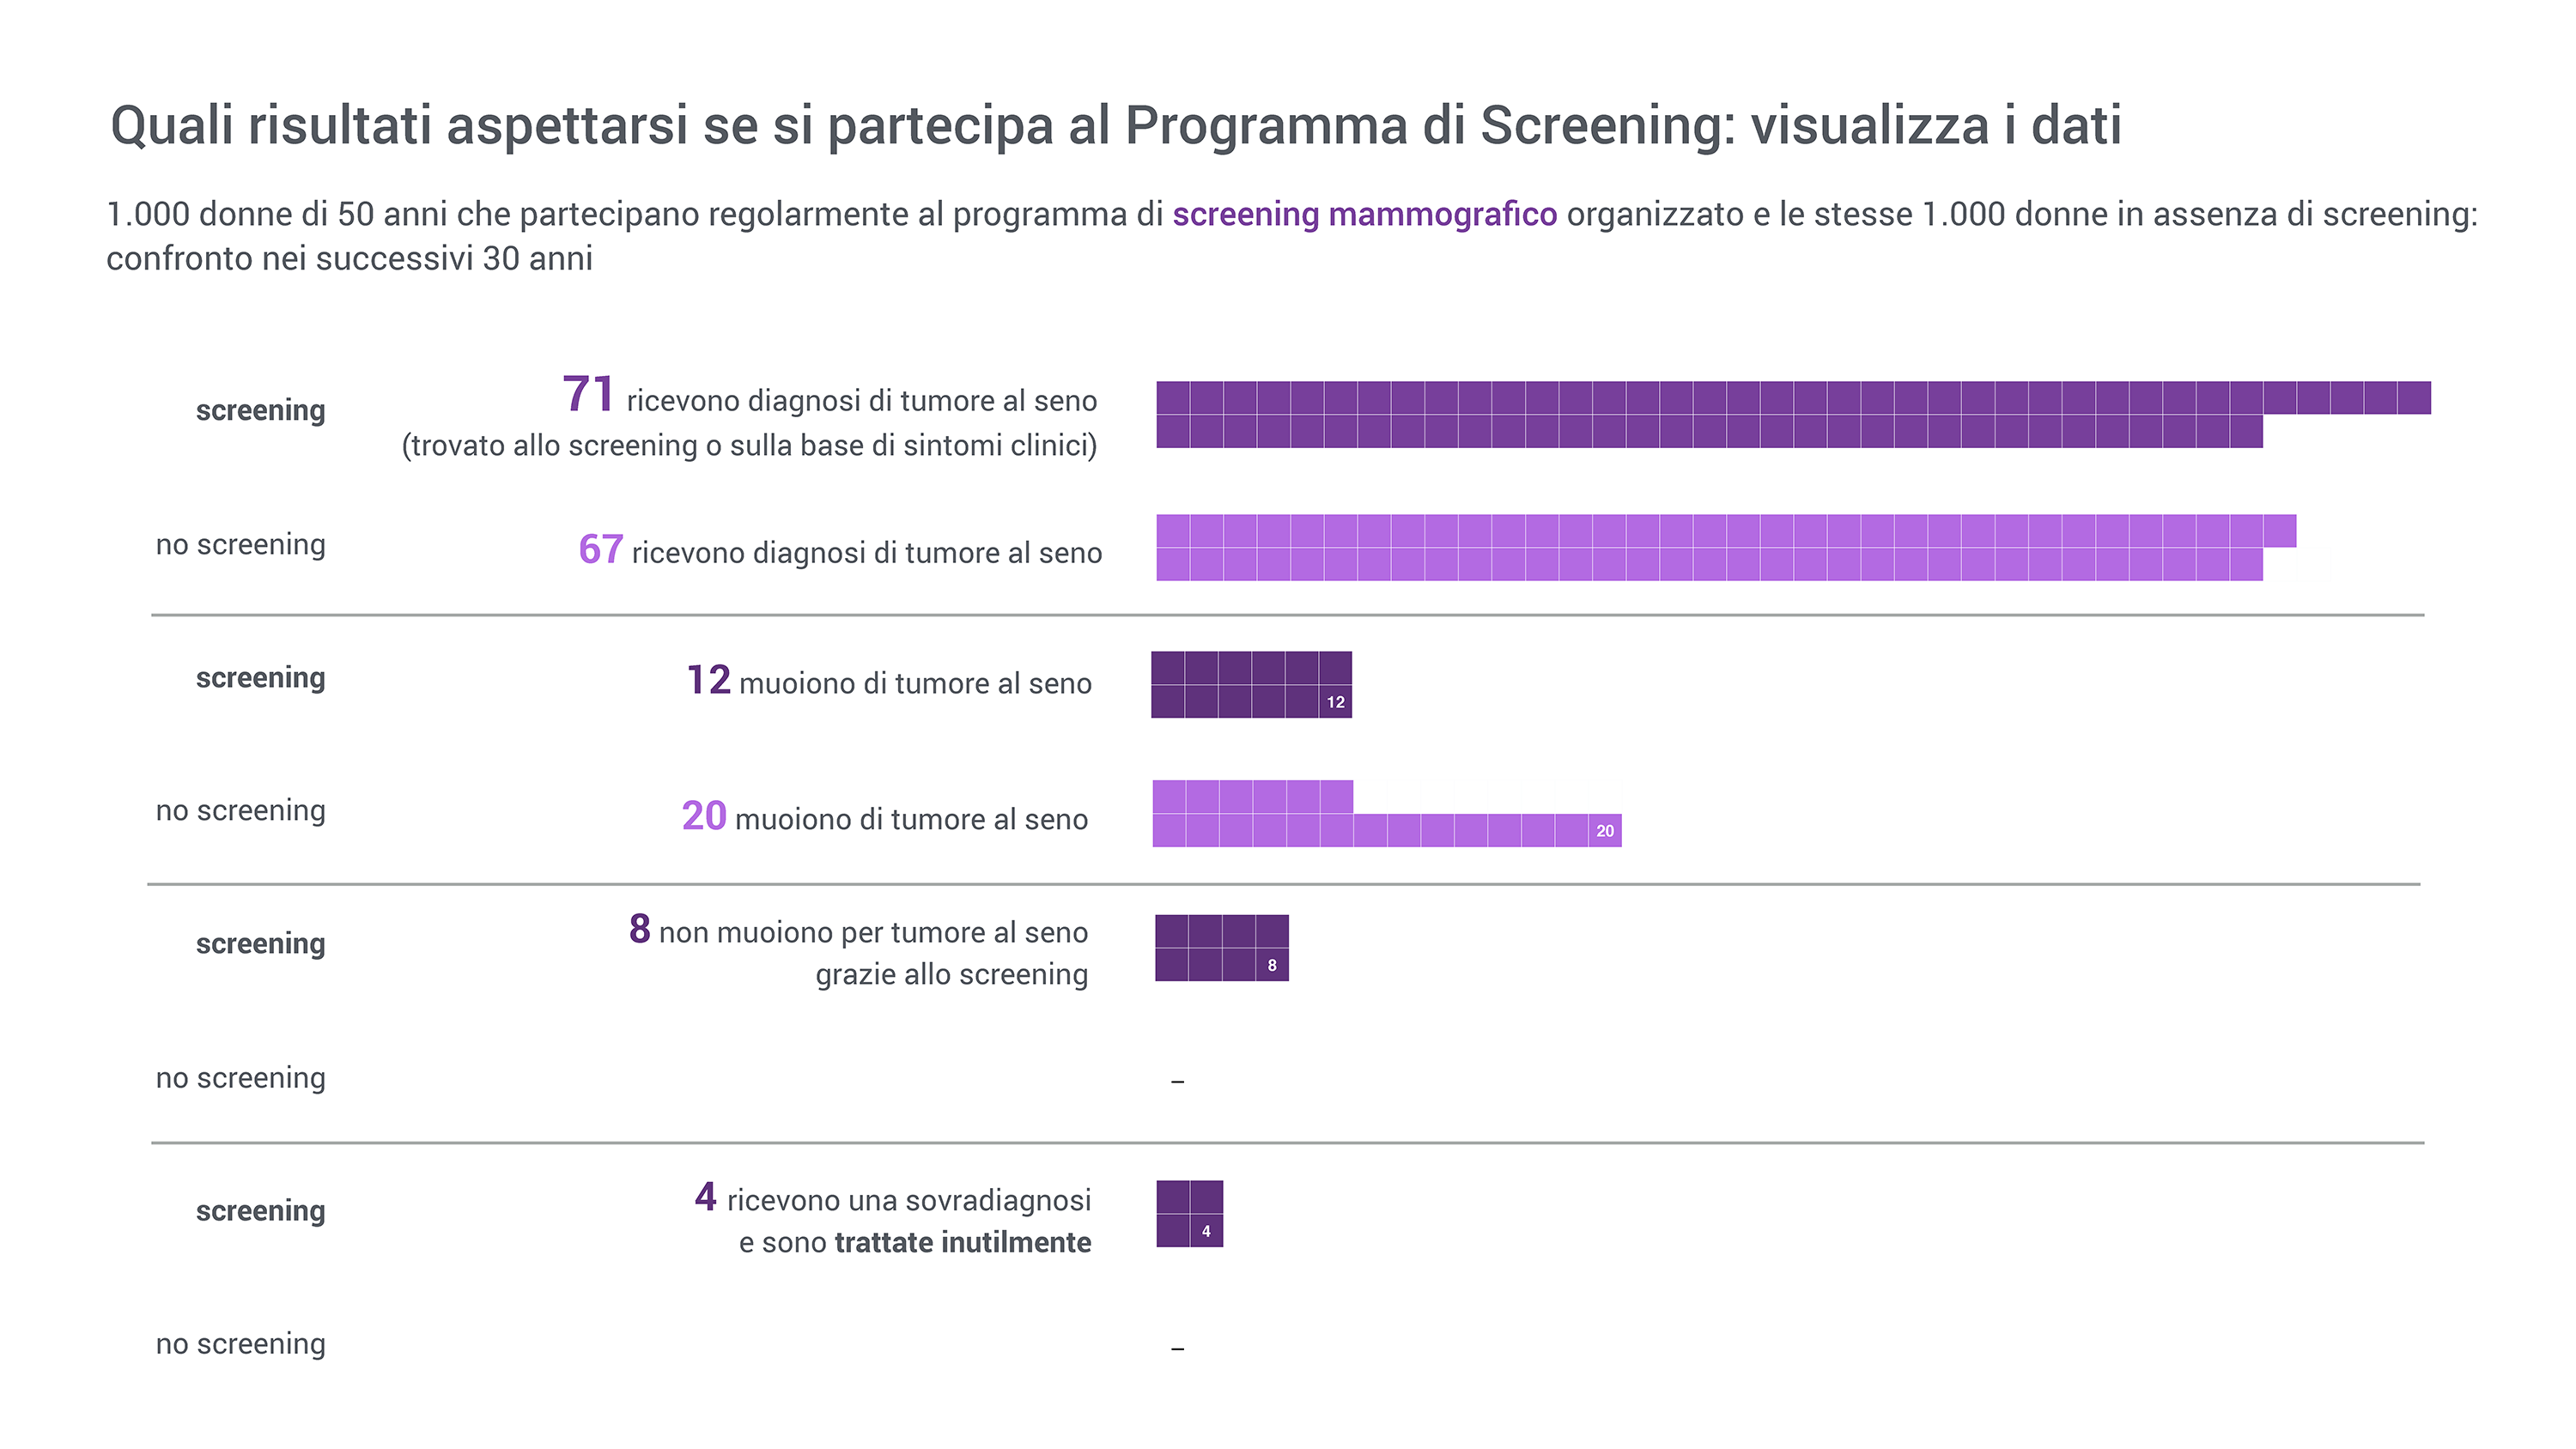 Quali risultati aspettarsi se si partecipa al Programma di Screening: visualizza i dati
1.000 donne di 50 anni che partecipano regolarmente al programma di screening mammografico organizzato e le stesse 1.000 donne in assenza di screening:
confronto nei successivi 30 anni
screening
71 ricevono diagnosi di tumore al seno
(trovato allo screening o sulla base di sintomi clinici)
no screening
67 ricevono diagnosi di tumore al seno
screening
12 muoiono di tumore al seno
12
no screening
20 muoiono di tumore al seno
20
screening
8 non muoiono per tumore al seno
grazie allo screening
8
no screening
–
screening
4 ricevono una sovradiagnosi
e sono trattate inutilmente
4
no screening
–